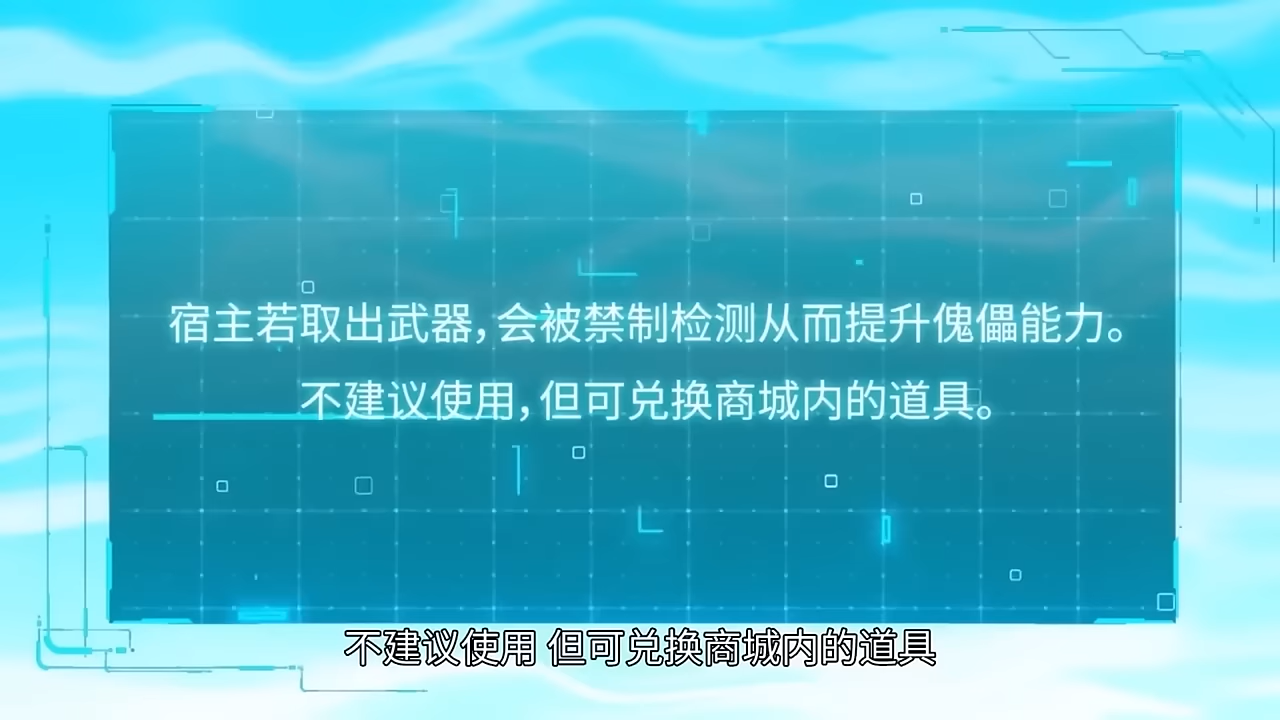 宿主若取出武器，会被禁制检测从而提升傀儡能力。
不建议使用，但可兑换商城内的道具。
不建议使用 但可兑换商城内的道具